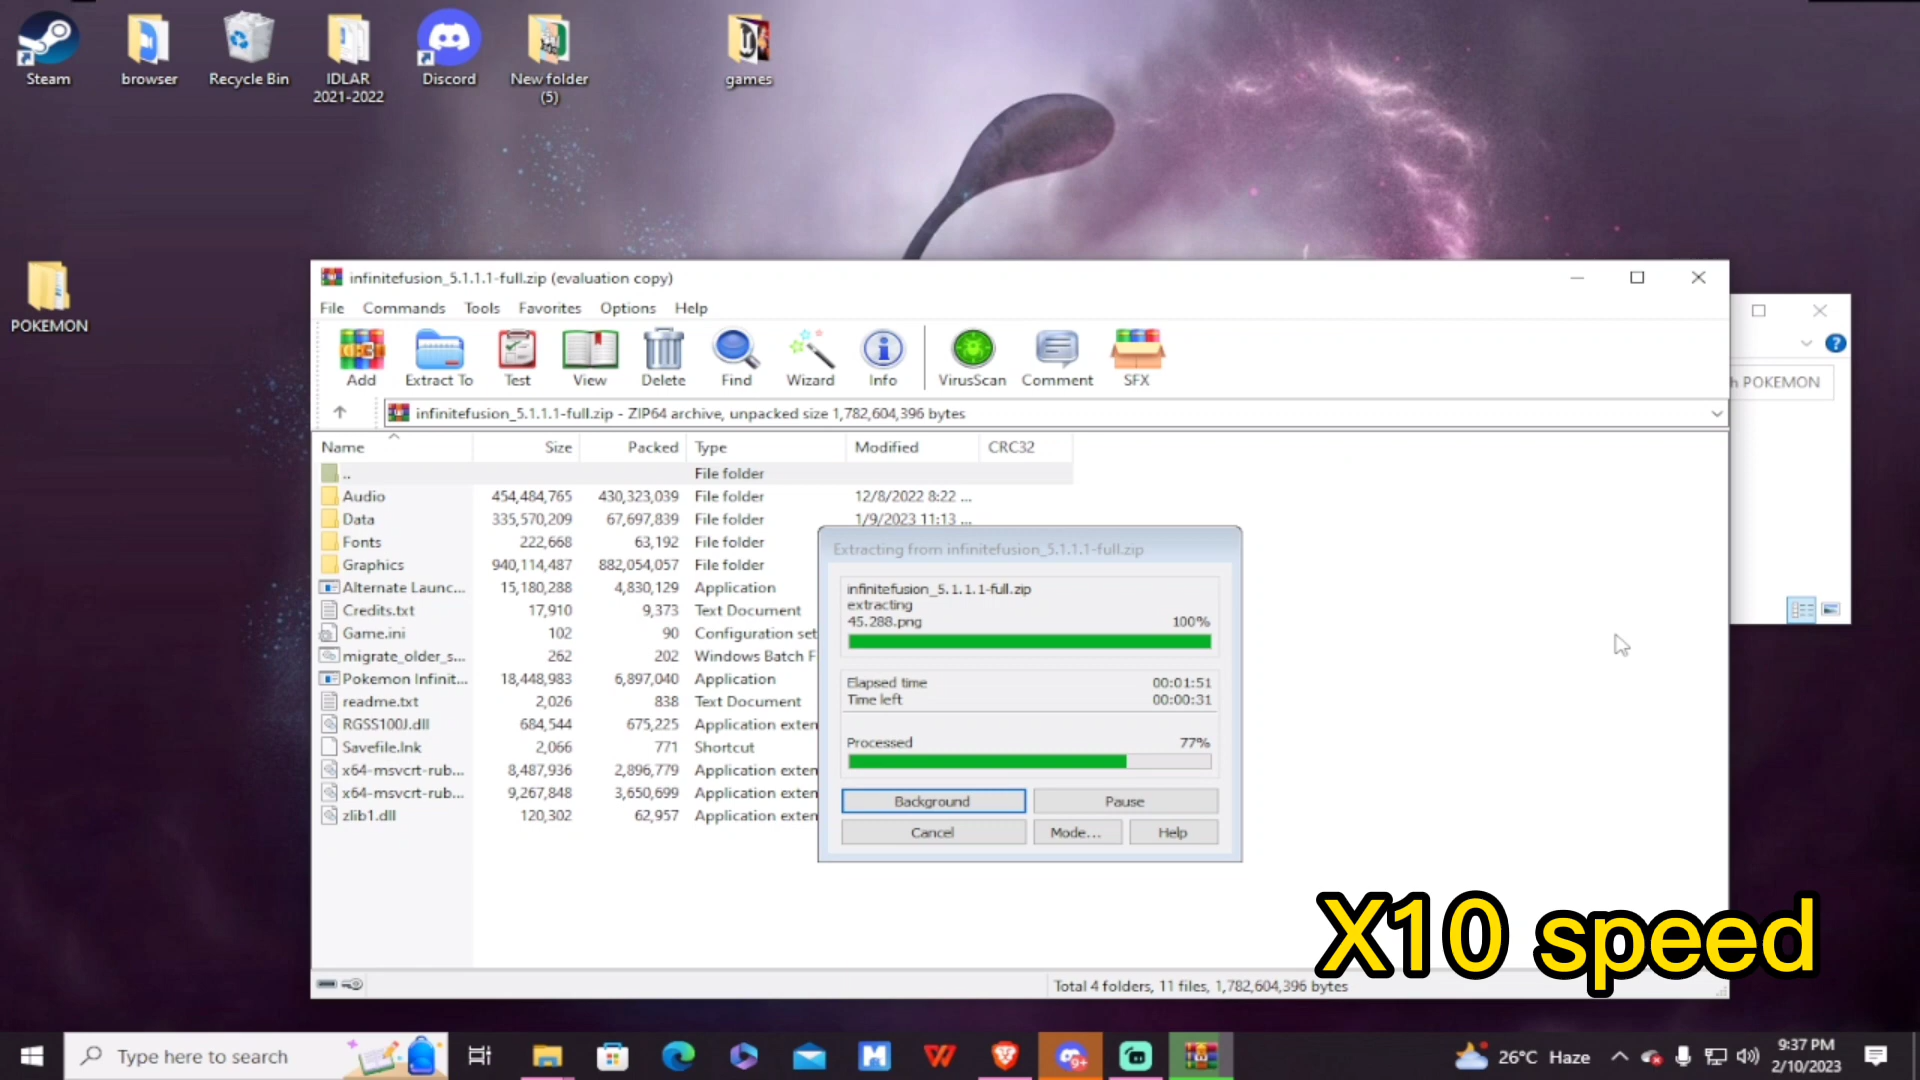 Steam
browser
Recycle Bin
IDLAR
2021-2022
Discord
New folder
(5)
games
POKEMON
infinitefusion_5.1.1.1-full.zip (evaluation copy)
File Commands Tools Favorites Options Help
Add Extract To Test View Delete Find Wizard Info VirusScan Comment SFX
infinitefusion_5.1.1.1-full.zip - ZIP64 archive, unpacked size 1,782,604,396 bytes
h POKEMON
Name Size Packed Type Modified CRC32
.. File folder
Audio 454,484,765 430,323,039 File folder 12/8/2022 8:22 ...
Data 335,570,209 67,697,839 File folder 1/9/2023 11:13 ...
Fonts 222,668 63,192 File folder
Graphics 940,114,487 882,054,057 File folder
Alternate Launc... 15,180,288 4,830,129 Application
Credits.txt 17,910 9,373 Text Document
Game.ini 102 90 Configuration set
migrate_older_s... 262 202 Windows Batch F
Pokemon Infinit... 18,448,983 6,897,040 Application
readme.txt 2,026 838 Text Document
RGSS100J.dll 684,544 675,225 Application exten
Savefile.lnk 2,066 771 Shortcut
x64-msvcrt-rub... 8,487,936 2,896,779 Application exten
x64-msvcrt-rub... 9,267,848 3,650,699 Application exten
zlib1.dll 120,302 62,957 Application exten
Extracting from infinitefusion_5.1.1.1-full.zip
infinitefusion_5.1.1.1-full.zip
extracting
45.288.png 100%
Elapsed time 00:01:51
Time left 00:00:31
Processed 77%
Background Pause
Cancel Mode... Help
X10 speed
Total 4 folders, 11 files, 1,782,604,396 bytes
Type here to search
9+
26°C Haze
9:37 PM
2/10/2023